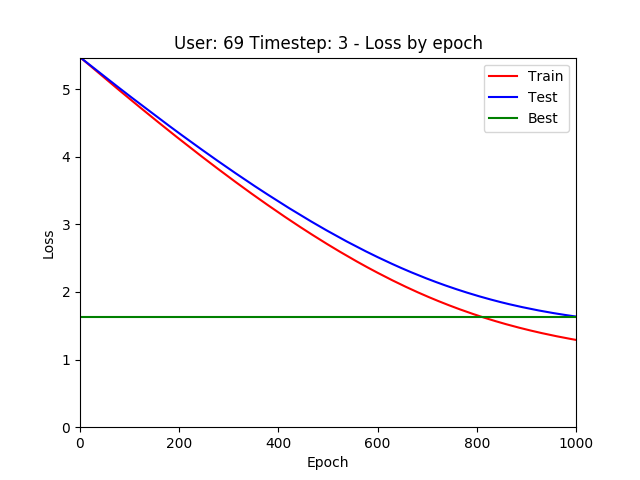 User: 69 Timestep: 3 - Loss by epoch
Train
Test
Best
Loss
5
4
3
2
1
0
0 200 400 600 800 1000
Epoch